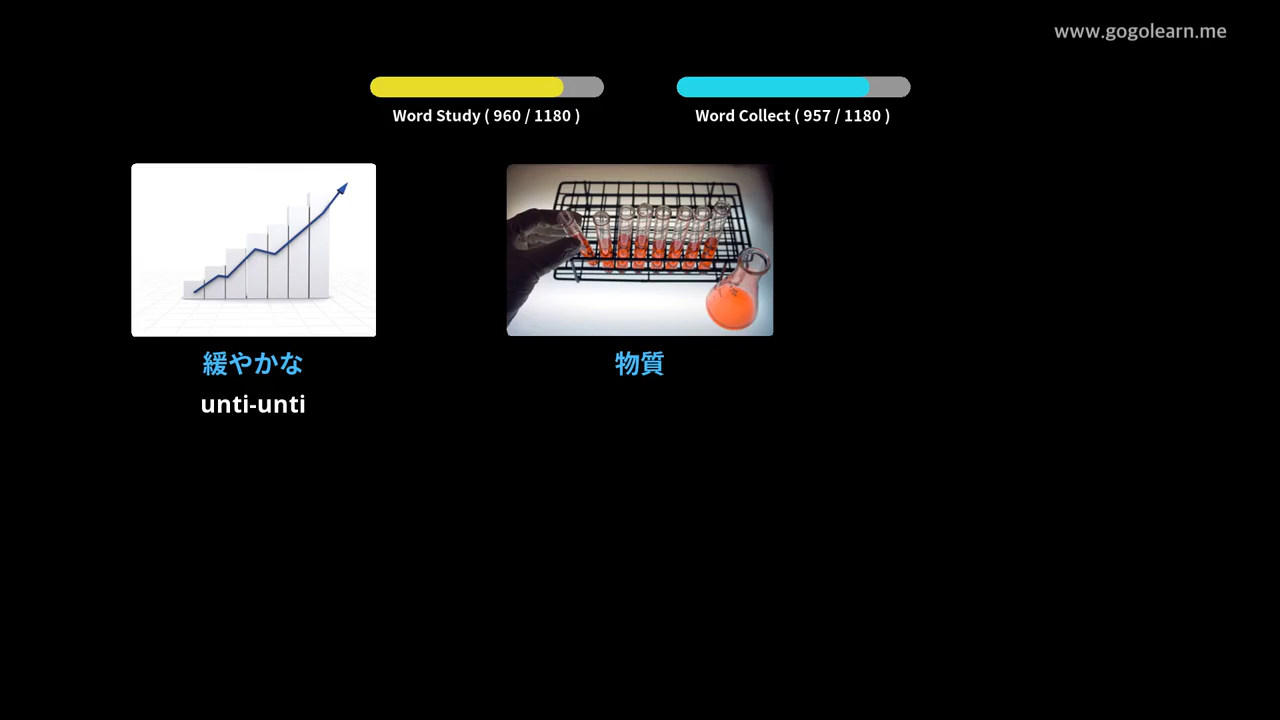 www.gogolearn.me
Word Study ( 960 / 1180 )
Word Collect ( 957 / 1180 )
緩やかな
unti-unti
物質